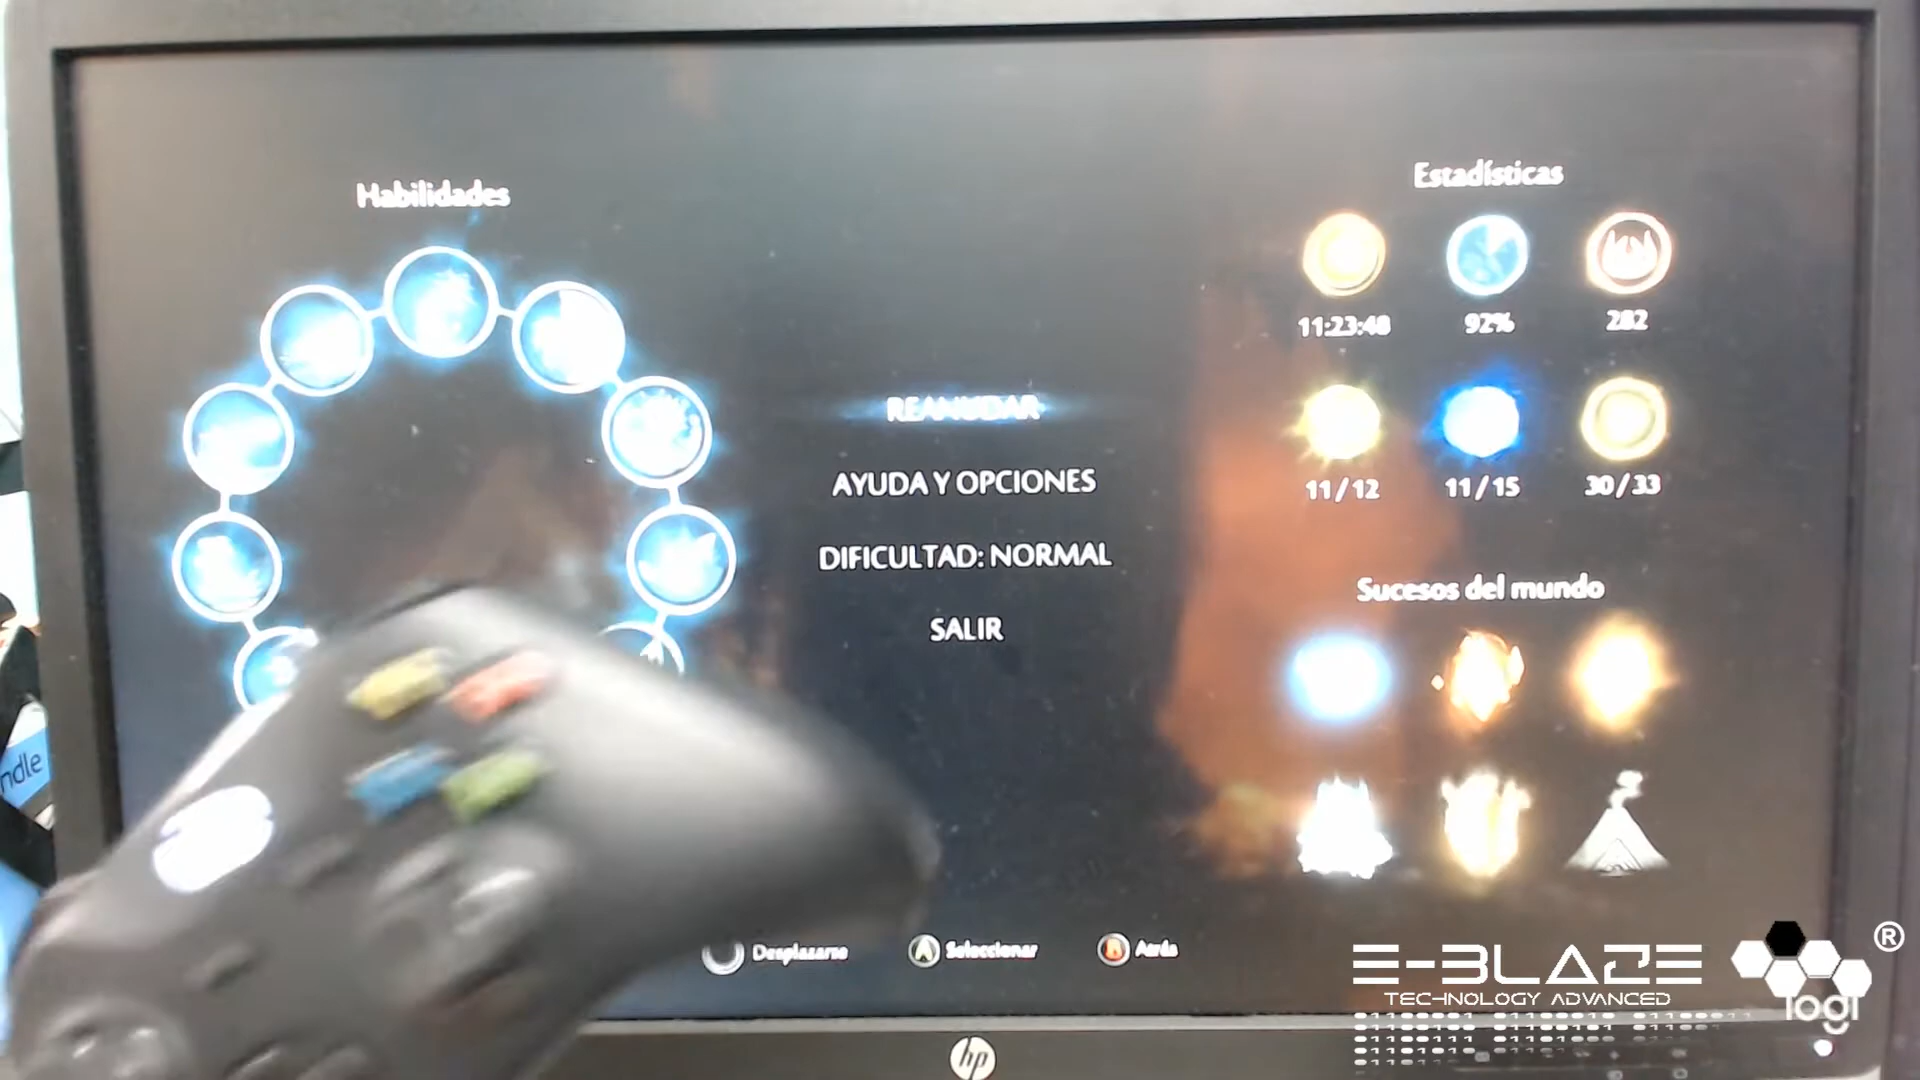 Habilidades
Estadísticas
11:23:48
92%
282
REANUDAR
11/12
11/15
30/33
AYUDA Y OPCIONES
DIFICULTAD: NORMAL
Sucesos del mundo
SALIR
ndle
Desplazarse
A Seleccionar
B Atrás
E-BLAZE
TECHNOLOGY ADVANCED
logi
®
hp